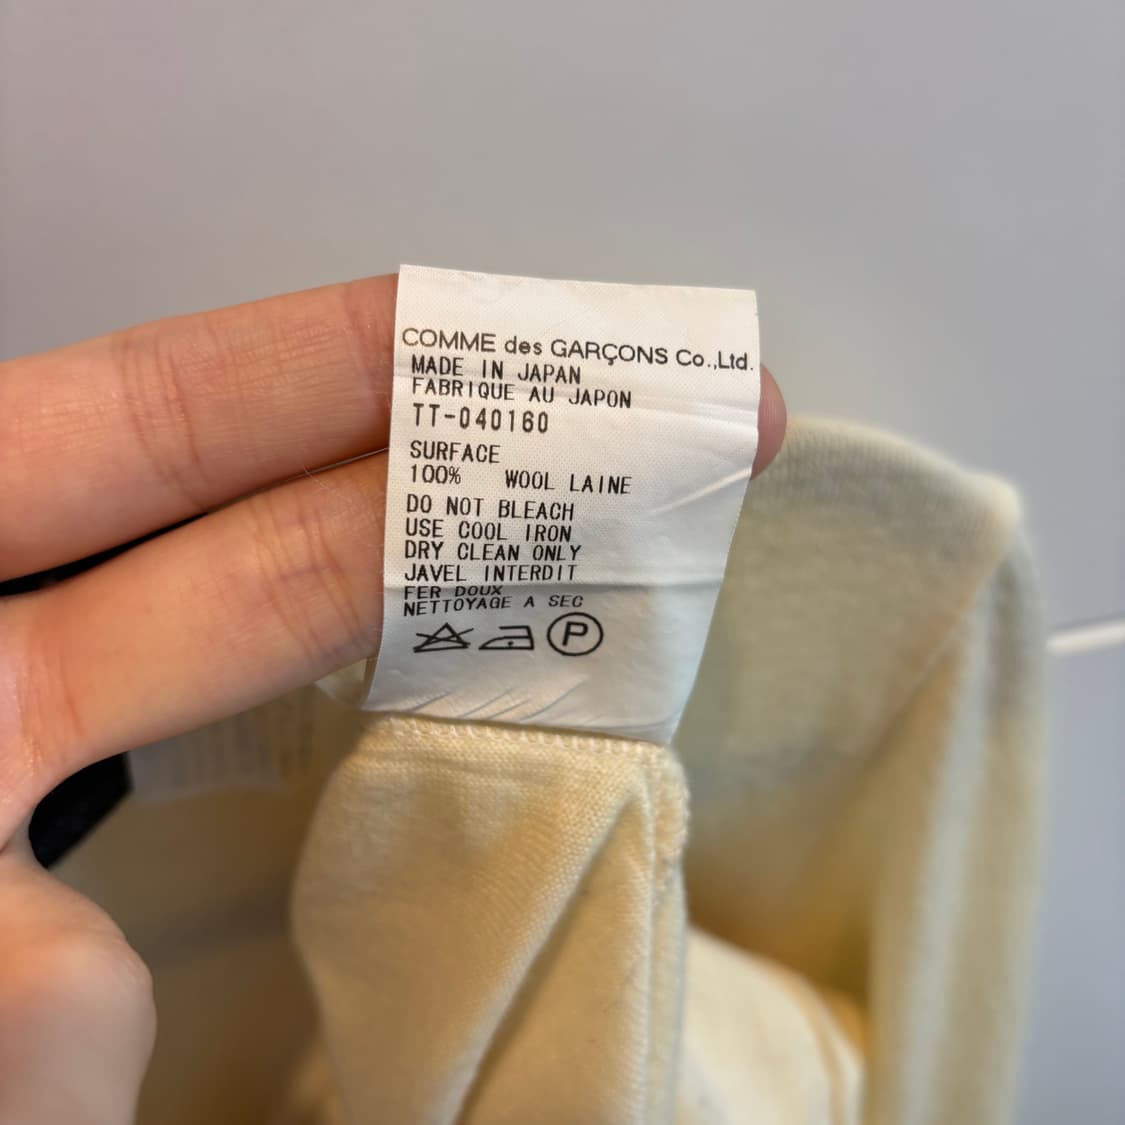 COMME des GARÇONS Co.,Ltd.
MADE IN JAPAN
FABRIQUE AU JAPON
TT-040160
SURFACE
100% WOOL LAINE
DO NOT BLEACH
USE COOL IRON
DRY CLEAN ONLY
JAVEL INTERDIT
FER DOUX
NETTOYAGE A SEC
P